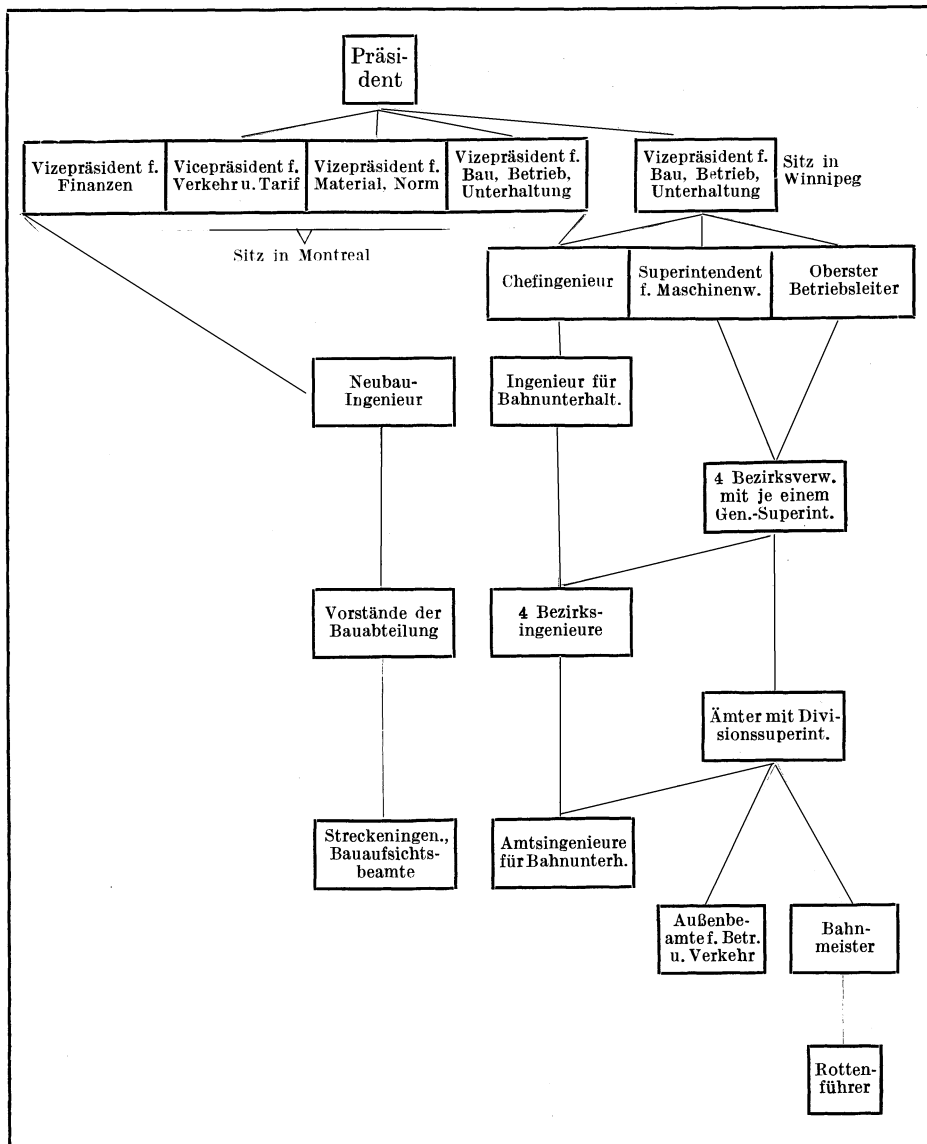 Präsi-
dent
Vizepräsident f.
Finanzen
Vicepräsident f.
Verkehr u. Tarif
Vizepräsident f.
Material, Norm
Vizepräsident f.
Bau, Betrieb,
Unterhaltung
Vizepräsident f.
Bau, Betrieb,
Unterhaltung
Sitz in
Winnipeg
Sitz in Montreal
Chefingenieur
Superintendent
f. Maschinenw.
Oberster
Betriebsleiter
Neubau-
Ingenieur
Ingenieur für
Bahnunterhalt.
4 Bezirksverw.
mit je einem
Gen.-Superint.
Vorstände der
Bauabteilung
4 Bezirks-
ingenieure
Ämter mit Divi-
sionssuperint.
Streckeningen.,
Bauaufsichts-
beamte
Amtsingenieure
für Bahnunterh.
Außenbe-
amte f. Betr.
u. Verkehr
Bahn-
meister
Rotten-
führer